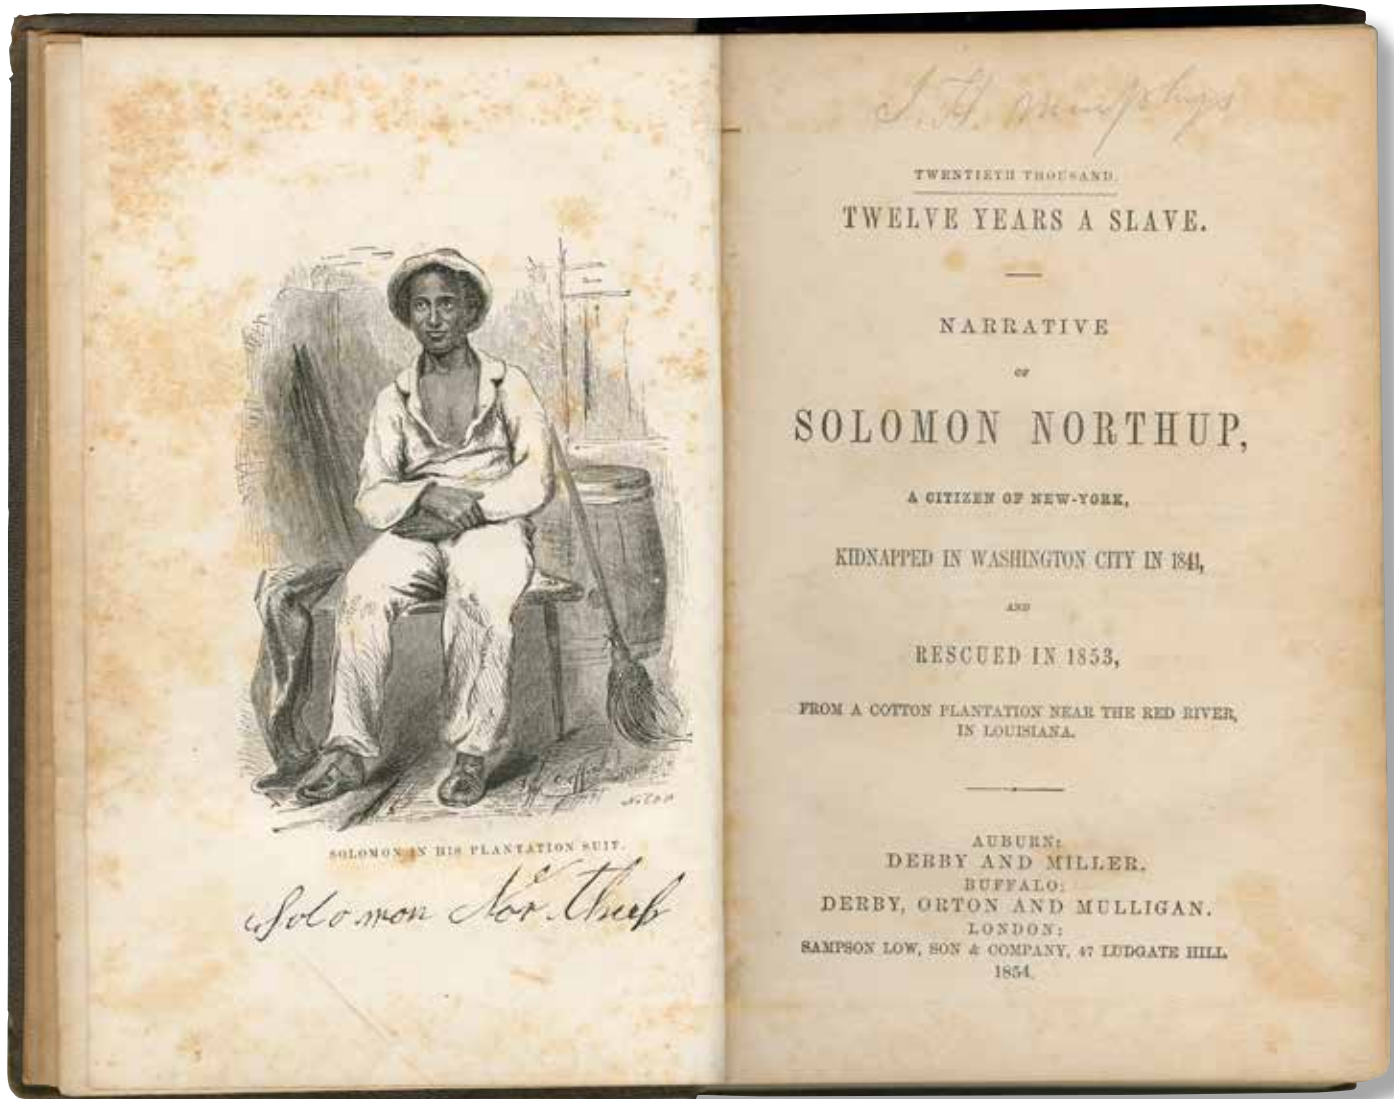 SOLOMON IN HIS PLANTATION SUIT.
Solomon Northup
TWENTIETH THOUSAND.
TWELVE YEARS A SLAVE.
NARRATIVE
OF
SOLOMON NORTHUP,
A CITIZEN OF NEW-YORK,
KIDNAPPED IN WASHINGTON CITY IN 1841,
AND
RESCUED IN 1853,
FROM A COTTON PLANTATION NEAR THE RED RIVER,
IN LOUISIANA.
AUBURN:
DERBY AND MILLER.
BUFFALO:
DERBY, ORTON AND MULLIGAN.
LONDON:
SAMPSON LOW, SON & COMPANY, 47 LUDGATE HILL
1854.